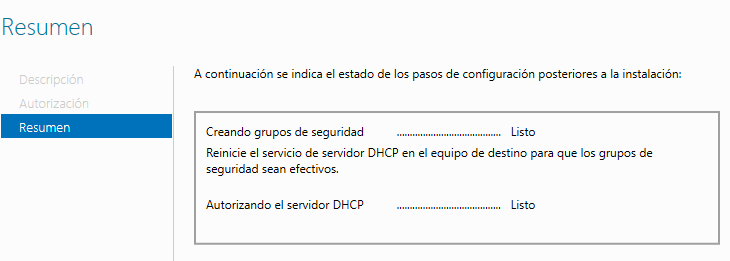 Resumen
Descripción
Autorización
Resumen
A continuación se indica el estado de los pasos de configuración posteriores a la instalación:
Creando grupos de seguridad ........................................ Listo
Reinicie el servicio de servidor DHCP en el equipo de destino para que los grupos de
seguridad sean efectivos.
Autorizando el servidor DHCP ........................................ Listo